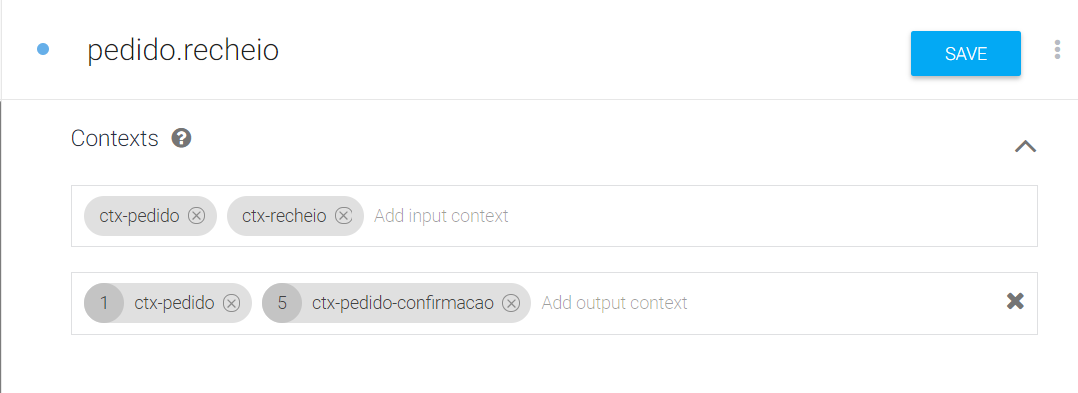 pedido.recheio
SAVE
Contexts ?
ctx-pedido ctx-recheio Add input context
1 ctx-pedido 5 ctx-pedido-confirmacao Add output context